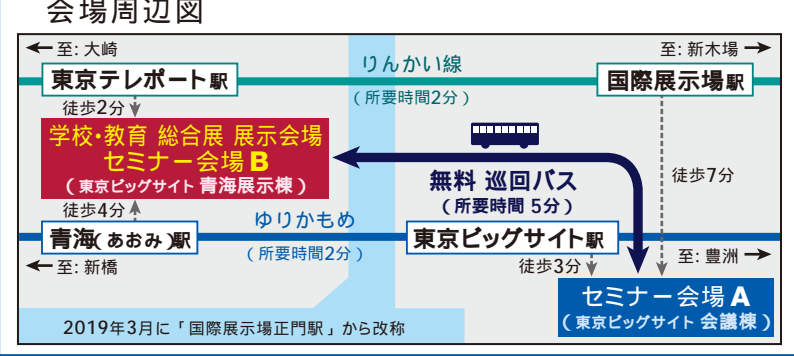 会場周辺図
← 至: 大崎
至: 新木場 →
りんかい線
東京テレポート駅
国際展示場駅
(所要時間2分)
徒歩2分
学校・教育 総合展 展示会場
セミナー会場 B
(東京ビッグサイト 青海展示棟)
無料 巡回バス
(所要時間 5分)
徒歩7分
徒歩4分
ゆりかもめ
青海(あおみ)駅
東京ビッグサイト駅
(所要時間2分)
← 至: 新橋
徒歩3分
至: 豊洲 →
セミナー会場 A
(東京ビッグサイト 会議棟)
2019年3月に「国際展示場正門駅」から改称